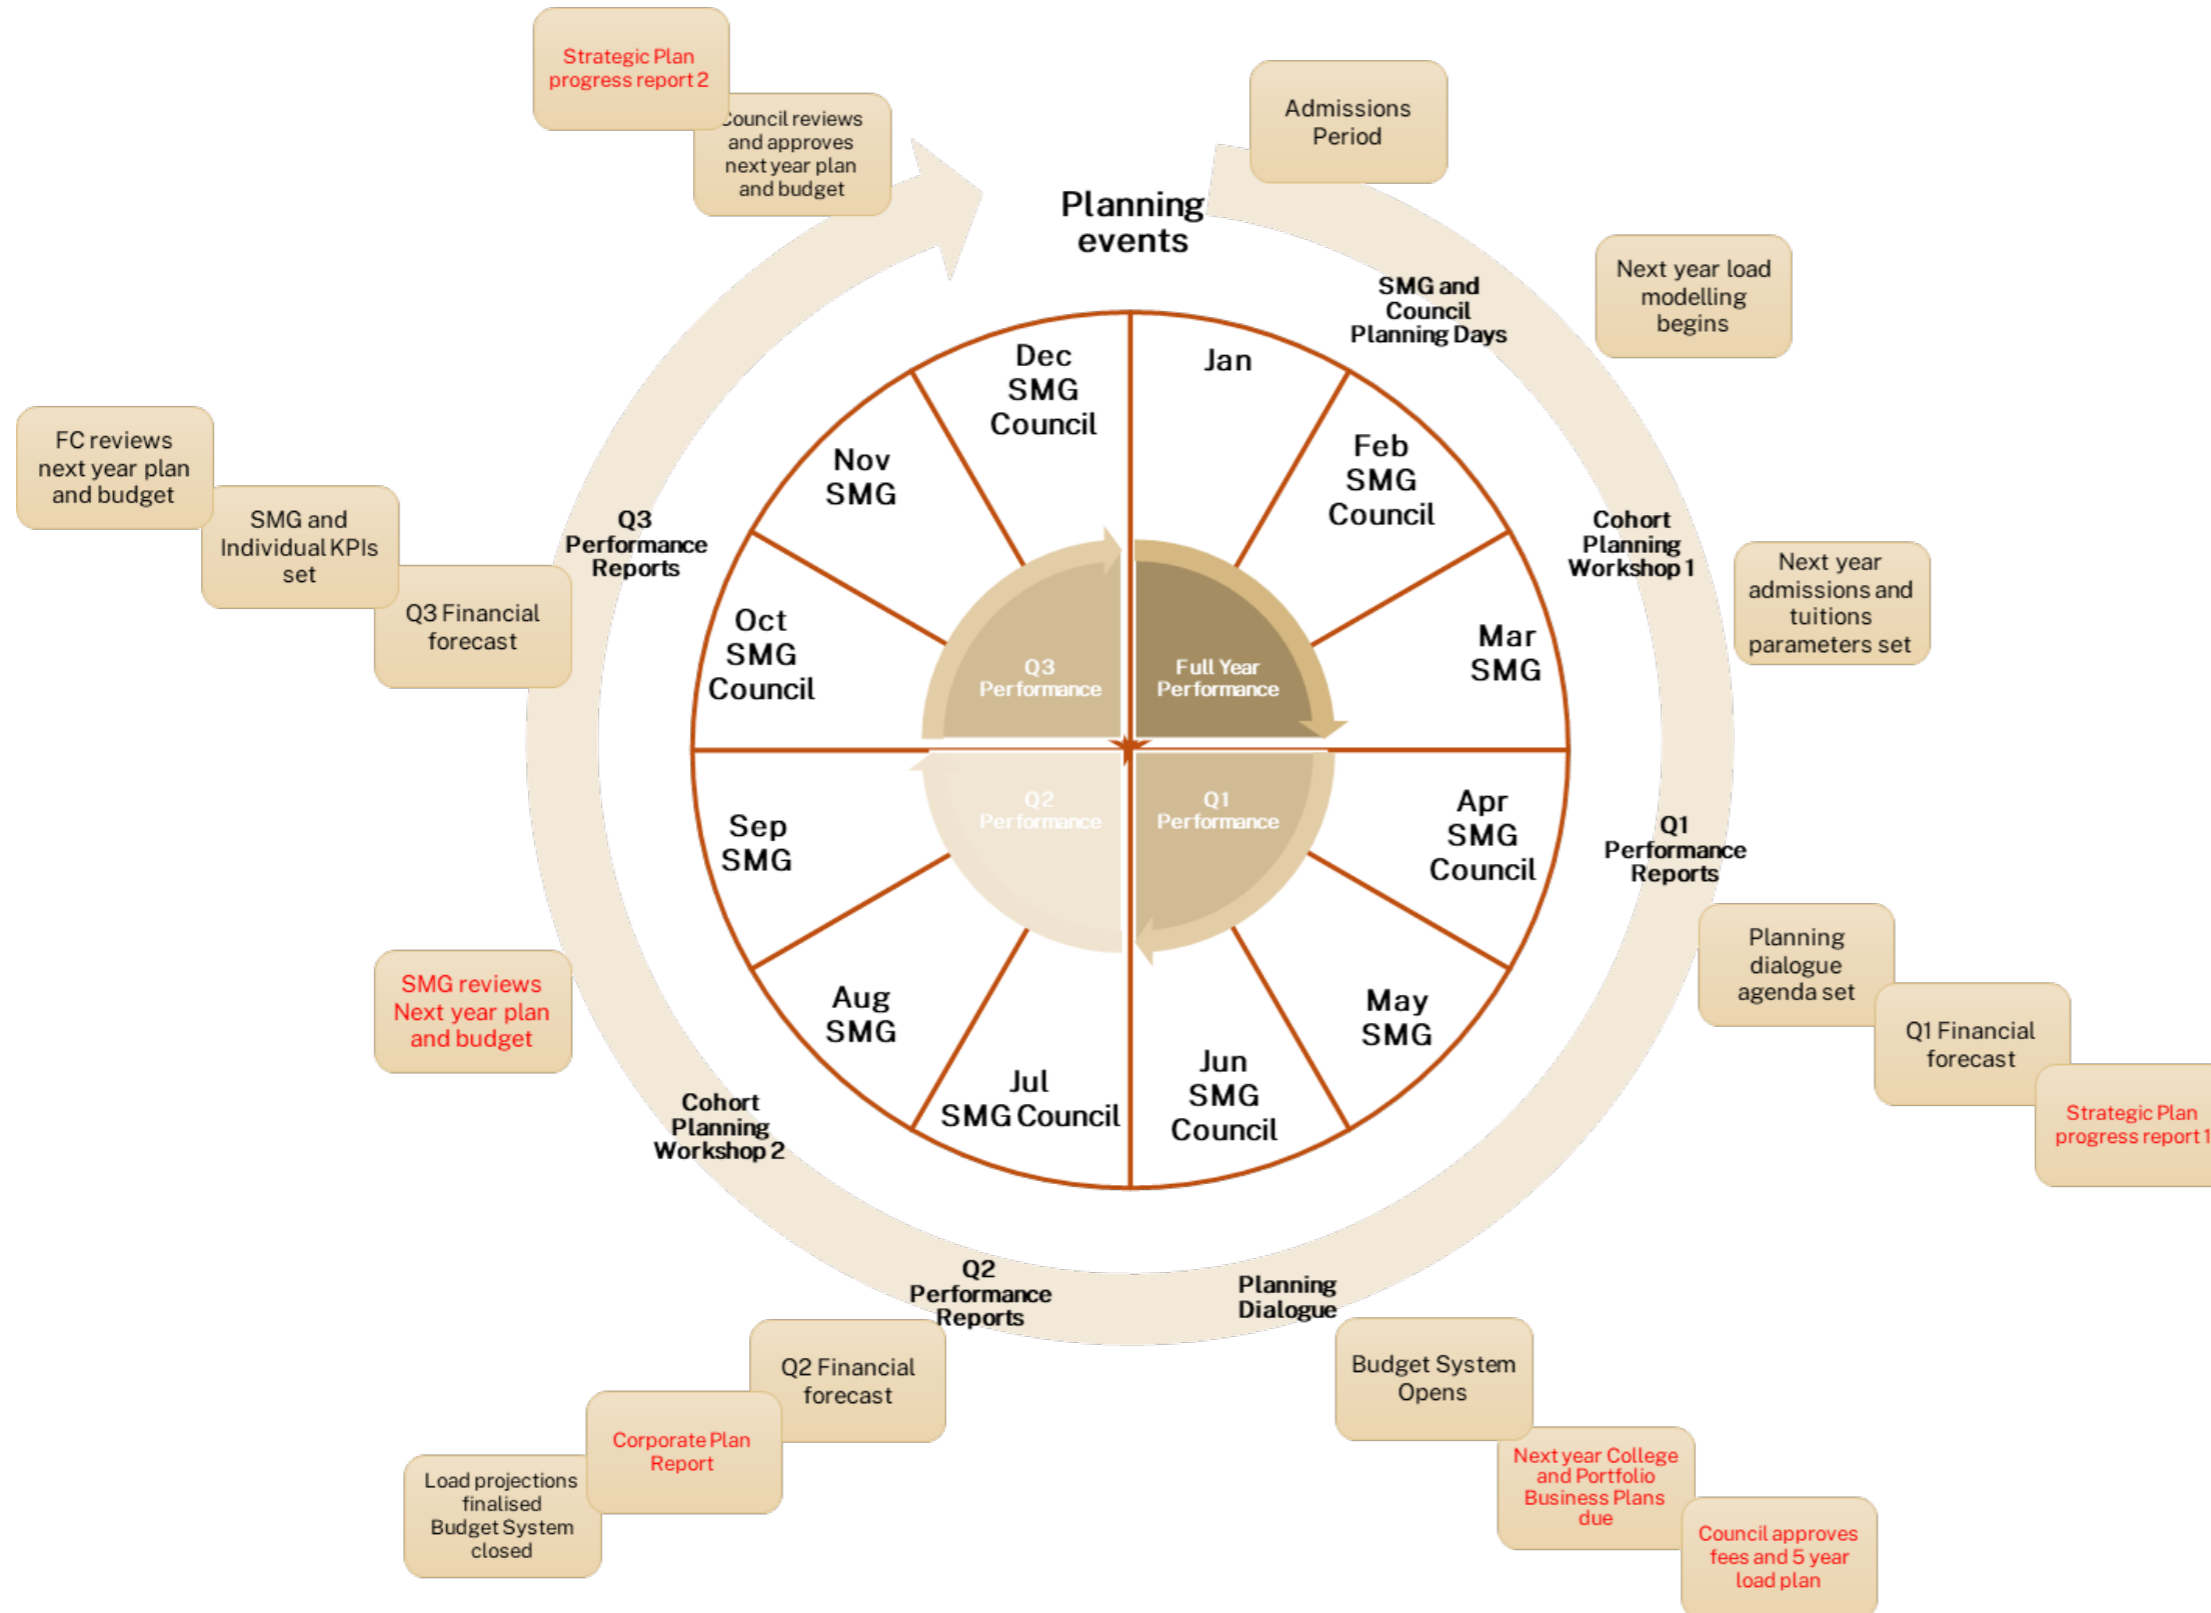 Strategic Plan
progress report 2
Council reviews
and approves
next year plan
and budget
Admissions
Period
Planning
events
SMG and
Council
Planning Days
Next year load
modelling
begins
Dec
SMG
Council
Jan
Nov
SMG
Feb
SMG
Council
FC reviews
next year plan
and budget
SMG and
Individual KPIs
set
Q3 Financial
forecast
Q3
Performance
Reports
Cohort
Planning
Workshop 1
Next year
admissions and
tuitions
parameters set
Oct
SMG
Council
Mar
SMG
Q3
Performance
Full Year
Performance
Q2
Performance
Q1
Performance
Sep
SMG
Apr
SMG
Council
Q1
Performance
Reports
Planning
dialogue
agenda set
Q1 Financial
forecast
Strategic Plan
progress report 1
SMG reviews
Next year plan
and budget
Aug
SMG
May
SMG
Jul
SMG Council
Jun
SMG
Council
Cohort
Planning
Workshop 2
Q2
Performance
Reports
Planning
Dialogue
Q2 Financial
forecast
Corporate Plan
Report
Load projections
finalised
Budget System
closed
Budget System
Opens
Next year College
and Portfolio
Business Plans
due
Council approves
fees and 5 year
load plan